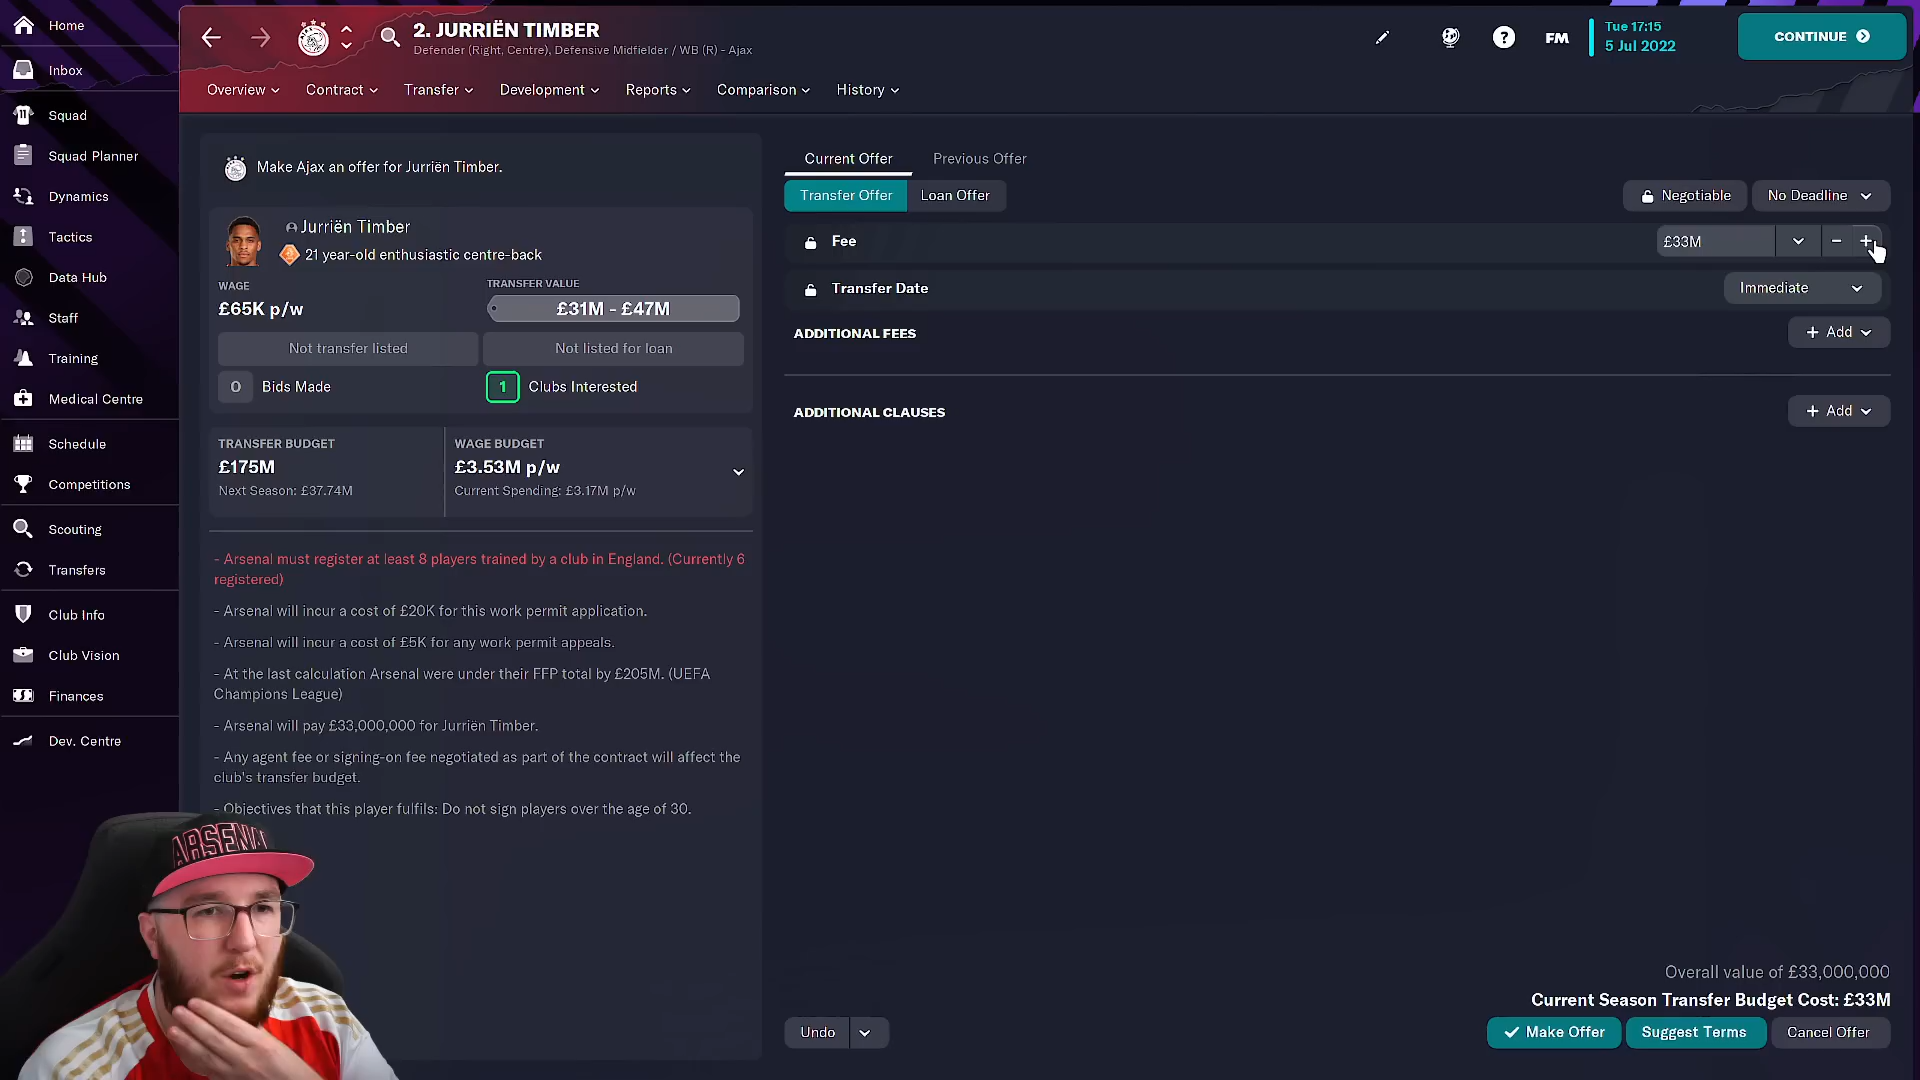 Home
Inbox
Squad
Squad Planner
Dynamics
Tactics
Data Hub
Staff
Training
Medical Centre
Schedule
Competitions
Scouting
Transfers
Club Info
Club Vision
Finances
Dev. Centre
2. JURRIËN TIMBER
Defender (Right, Centre), Defensive Midfielder / WB (R) - Ajax
FM
Tue 17:15
5 Jul 2022
CONTINUE
Overview
Contract
Transfer
Development
Reports
Comparison
History
Make Ajax an offer for Jurriën Timber.
Jurriën Timber
21 year-old enthusiastic centre-back
WAGE
£65K p/w
TRANSFER VALUE
£31M - £47M
Not transfer listed
Not listed for loan
0 Bids Made
1 Clubs Interested
TRANSFER BUDGET
£175M
Next Season: £37.74M
WAGE BUDGET
£3.53M p/w
Current Spending: £3.17M p/w
- Arsenal must register at least 8 players trained by a club in England. (Currently 6
registered)
- Arsenal will incur a cost of £20K for this work permit application.
- Arsenal will incur a cost of £5K for any work permit appeals.
- At the last calculation Arsenal were under their FFP total by £205M. (UEFA
Champions League)
- Arsenal will pay £33,000,000 for Jurriën Timber.
- Any agent fee or signing-on fee negotiated as part of the contract will affect the
club's transfer budget.
- Objectives that this player fulfils: Do not sign players over the age of 30.
ARSENAL
Current Offer
Previous Offer
Transfer Offer
Loan Offer
Negotiable
No Deadline
Fee
£33M
Transfer Date
Immediate
ADDITIONAL FEES
+ Add
ADDITIONAL CLAUSES
+ Add
Overall value of £33,000,000
Current Season Transfer Budget Cost: £33M
Undo
Make Offer
Suggest Terms
Cancel Offer